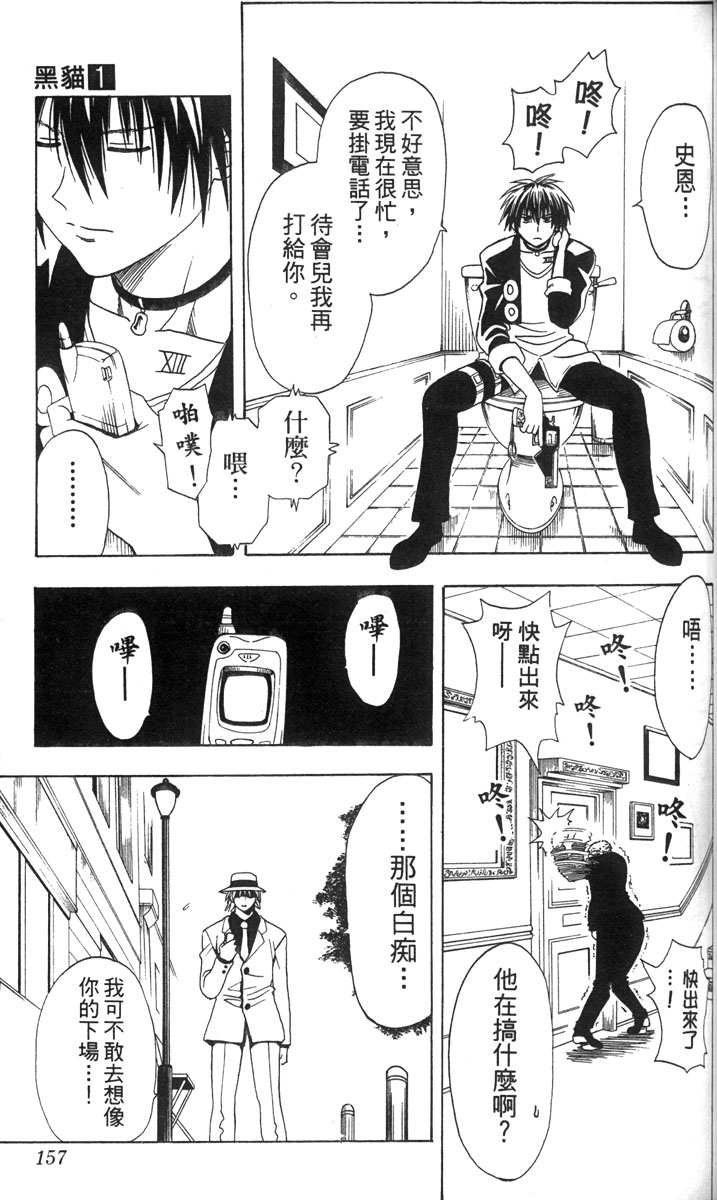 黑貓1
史恩…
咚！
咚！
不好意思，
我現在很忙，
要掛電話了…
待會兒我再
打給你。
什麼？
喂…
啪噗！
XIII
………
唔……
快點出來
呀—
咚！
咚！
咚！
咚！
快出來了
…！
他在搞什麼啊？
嗶—
嗶—
……那個白痴…
我可不敢去想像
你的下場…！
157